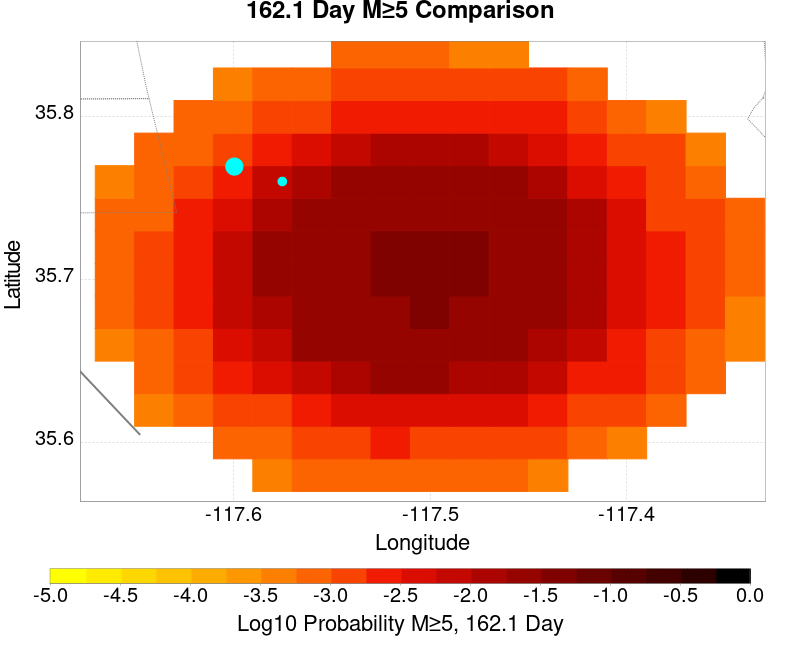 162.1 Day M≥5 Comparison
35.8
35.7
35.6
Latitude
-117.6 -117.5 -117.4
Longitude
-5.0 -4.5 -4.0 -3.5 -3.0 -2.5 -2.0 -1.5 -1.0 -0.5 0.0
Log10 Probability M≥5, 162.1 Day